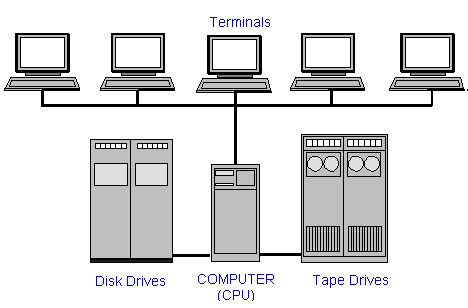 Terminals
Disk Drives
COMPUTER
(CPU)
Tape Drives